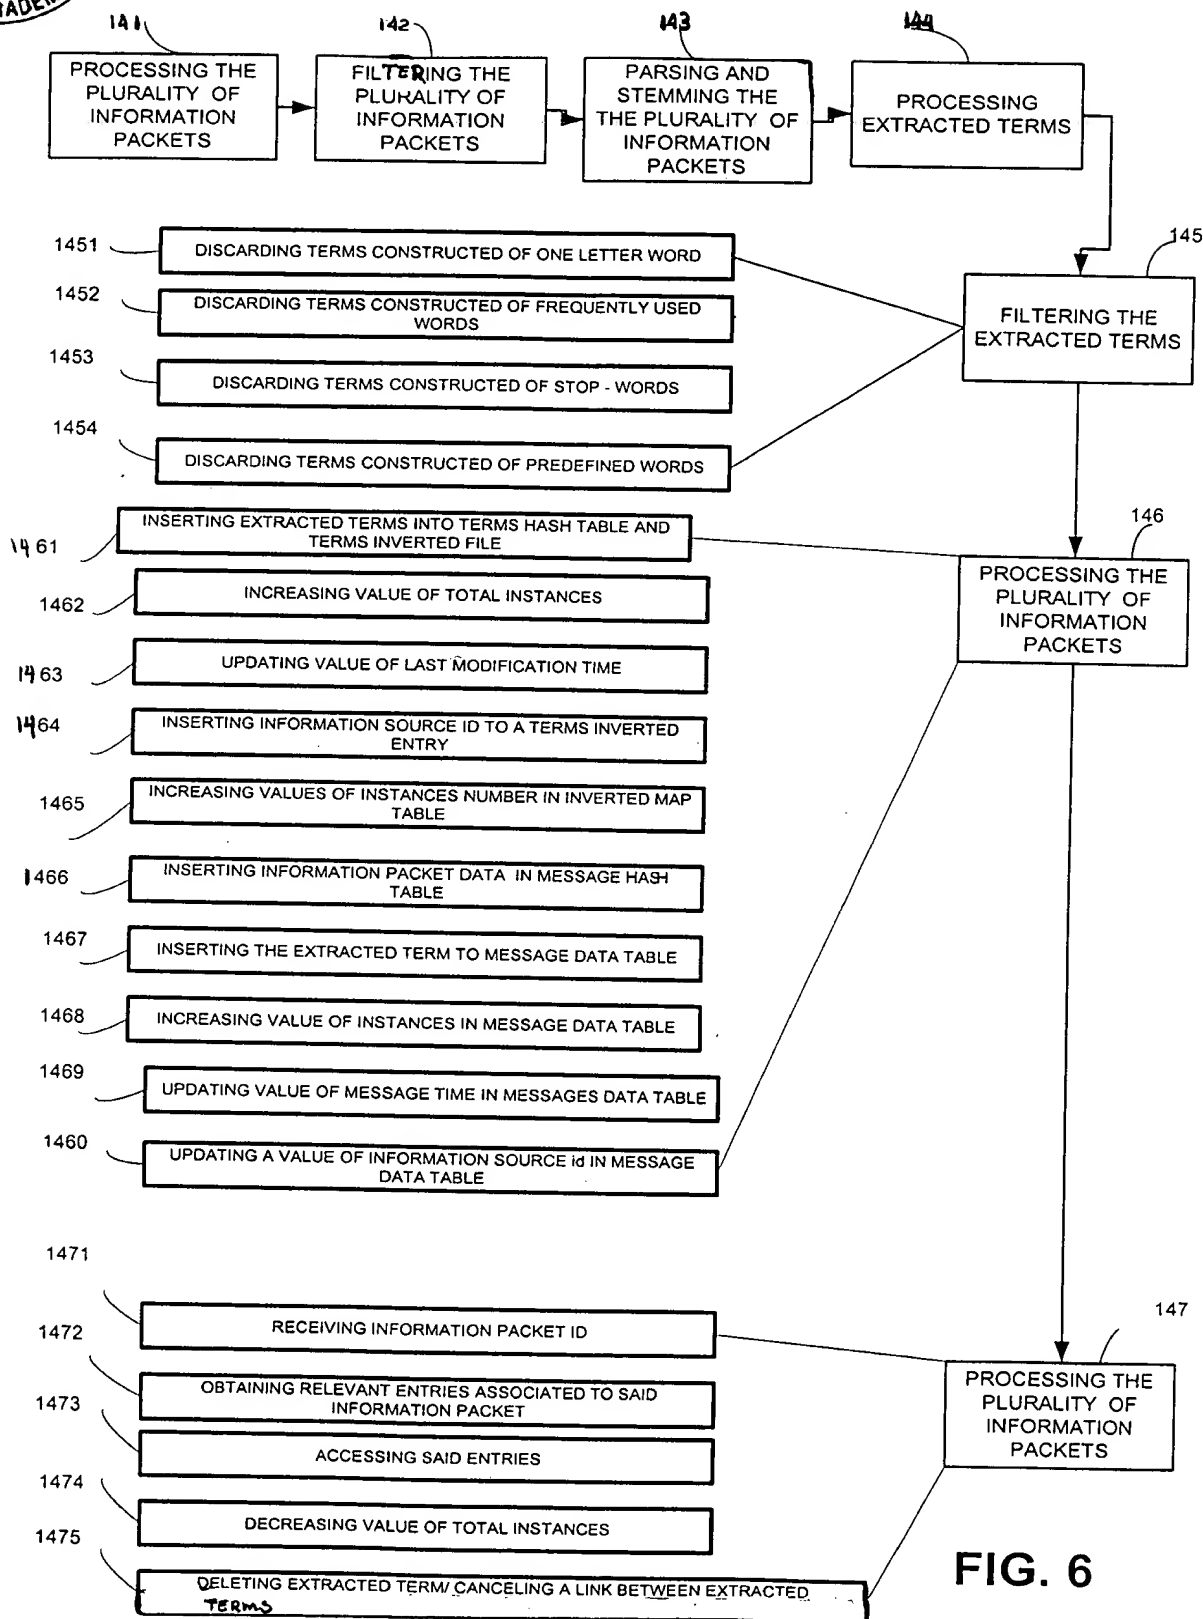 141
142
143
144
PROCESSING THE
PLURALITY OF
INFORMATION
PACKETS
FILTERING THE
PLURALITY OF
INFORMATION
PACKETS
PARSING AND
STEMMING THE
THE PLURALITY OF
INFORMATION
PACKETS
PROCESSING
EXTRACTED TERMS
145
FILTERING THE
EXTRACTED TERMS
1451
DISCARDING TERMS CONSTRUCTED OF ONE LETTER WORD
1452
DISCARDING TERMS CONSTRUCTED OF FREQUENTLY USED
WORDS
1453
DISCARDING TERMS CONSTRUCTED OF STOP - WORDS
1454
DISCARDING TERMS CONSTRUCTED OF PREDEFINED WORDS
146
PROCESSING THE
PLURALITY OF
INFORMATION
PACKETS
1461
INSERTING EXTRACTED TERMS INTO TERMS HASH TABLE AND
TERMS INVERTED FILE
1462
INCREASING VALUE OF TOTAL INSTANCES
1463
UPDATING VALUE OF LAST MODIFICATION TIME
1464
INSERTING INFORMATION SOURCE ID TO A TERMS INVERTED
ENTRY
1465
INCREASING VALUES OF INSTANCES NUMBER IN INVERTED MAP
TABLE
1466
INSERTING INFORMATION PACKET DATA IN MESSAGE HASH
TABLE
1467
INSERTING THE EXTRACTED TERM TO MESSAGE DATA TABLE
1468
INCREASING VALUE OF INSTANCES IN MESSAGE DATA TABLE
1469
UPDATING VALUE OF MESSAGE TIME IN MESSAGES DATA TABLE
1460
UPDATING A VALUE OF INFORMATION SOURCE id IN MESSAGE
DATA TABLE
147
PROCESSING THE
PLURALITY OF
INFORMATION
PACKETS
1471
RECEIVING INFORMATION PACKET ID
1472
OBTAINING RELEVANT ENTRIES ASSOCIATED TO SAID
INFORMATION PACKET
1473
ACCESSING SAID ENTRIES
1474
DECREASING VALUE OF TOTAL INSTANCES
1475
DELETING EXTRACTED TERM/ CANCELING A LINK BETWEEN EXTRACTED
TERMS
FIG. 6